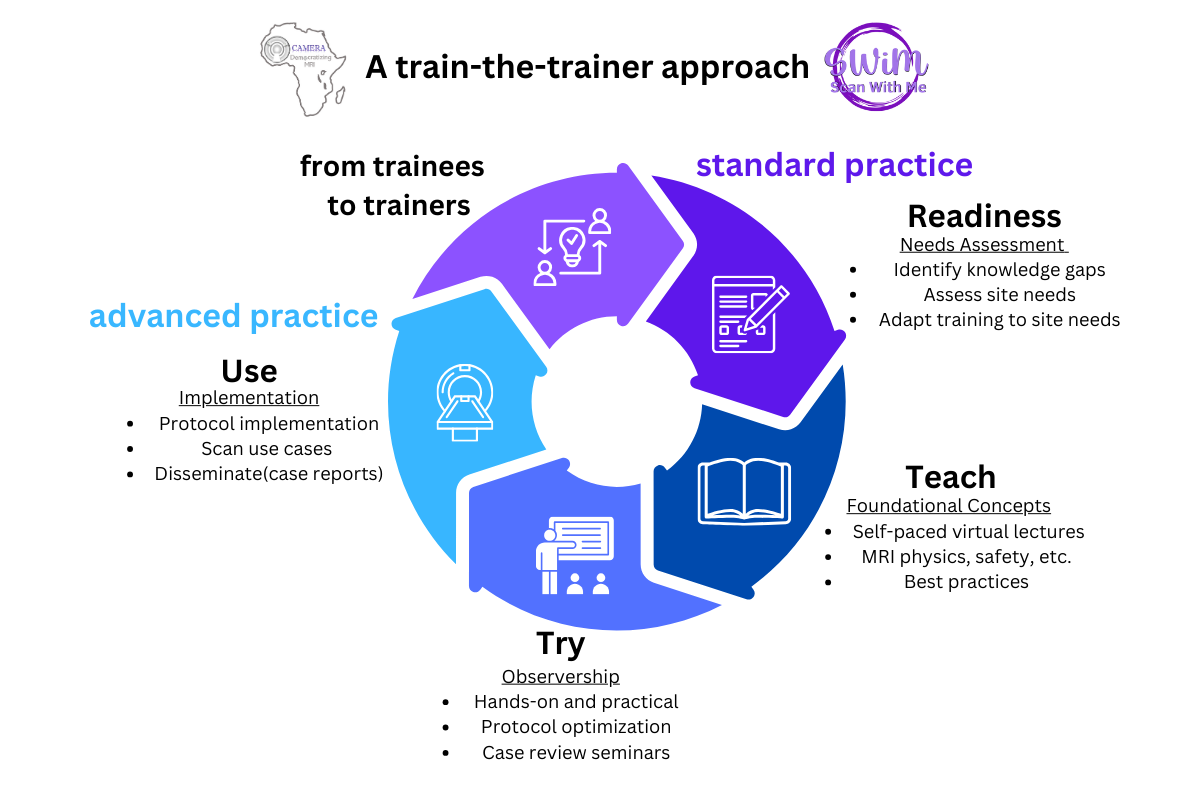 CAMERA
Democratizing
MRI
A train-the-trainer approach
SWiM
Scan With Me
from trainees
to trainers
standard practice
Readiness
Needs Assessment
• Identify knowledge gaps
• Assess site needs
• Adapt training to site needs
advanced practice
Use
Implementation
• Protocol implementation
• Scan use cases
• Disseminate(case reports)
Teach
Foundational Concepts
• Self-paced virtual lectures
• MRI physics, safety, etc.
• Best practices
Try
Observership
• Hands-on and practical
• Protocol optimization
• Case review seminars